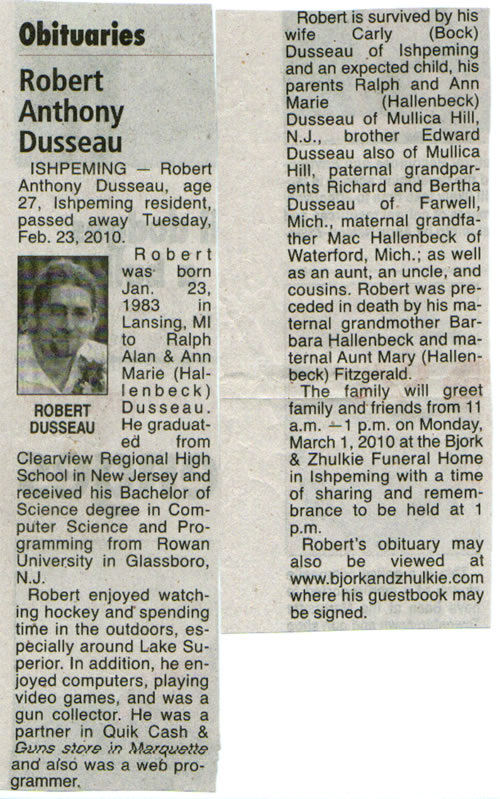 Obituaries
Robert
Anthony
Dusseau
ISHPEMING — Robert
Anthony Dusseau, age
27, Ishpeming resident,
passed away Tuesday,
Feb. 23, 2010.
Robert
was born
Jan. 23,
1983 in
Lansing, MI
to Ralph
Alan & Ann
Marie (Hal-
lenbeck)
Dusseau.
He graduat-
ed from
ROBERT
DUSSEAU
Clearview Regional High
School in New Jersey and
received his Bachelor of
Science degree in Com-
puter Science and Pro-
gramming from Rowan
University in Glassboro,
N.J.
Robert enjoyed watch-
ing hockey and spending
time in the outdoors, es-
pecially around Lake Su-
perior. In addition, he en-
joyed computers, playing
video games, and was a
gun collector. He was a
partner in Quik Cash &
Guns store in Marquette
and also was a web pro-
grammer.
Robert is survived by his
wife Carly (Bock)
Dusseau of Ishpeming
and an expected child, his
parents Ralph and Ann
Marie (Hallenbeck)
Dusseau of Mullica Hill,
N.J., brother Edward
Dusseau also of Mullica
Hill, paternal grandpar-
ents Richard and Bertha
Dusseau of Farwell,
Mich., maternal grandfa-
ther Mac Hallenbeck of
Waterford, Mich.; as well
as an aunt, an uncle, and
cousins. Robert was pre-
ceded in death by his ma-
ternal grandmother Bar-
bara Hallenbeck and ma-
ternal Aunt Mary (Hallen-
beck) Fitzgerald.
The family will greet
family and friends from 11
a.m. – 1 p.m. on Monday,
March 1, 2010 at the Bjork
& Zhulkie Funeral Home
in Ishpeming with a time
of sharing and remem-
brance to be held at 1
p.m.
Robert's obituary may
also be viewed at
www.bjorkandzhulkie.com
where his guestbook may
be signed.